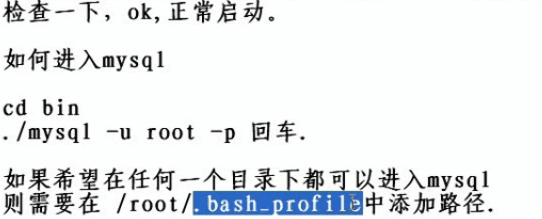 检查一下，ok,正常启动。
如何进入mysql
cd bin
./mysql -u root -p 回车.
如果希望在任何一个目录下都可以进入mysql
则需要在 /root/.bash_profile中添加路径.